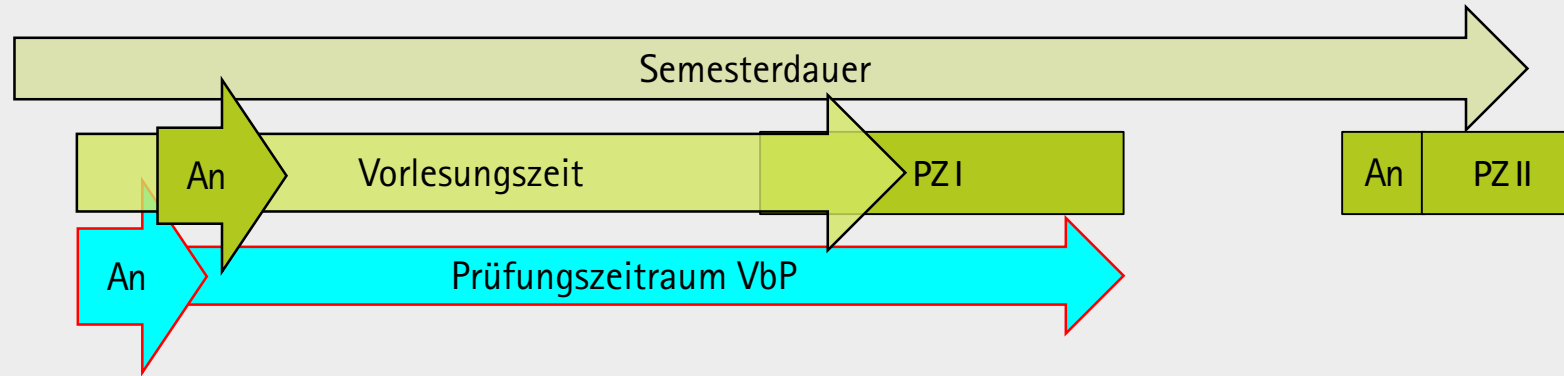 Semesterdauer
An Vorlesungszeit PZ I An PZ II
An Prüfungszeitraum VbP